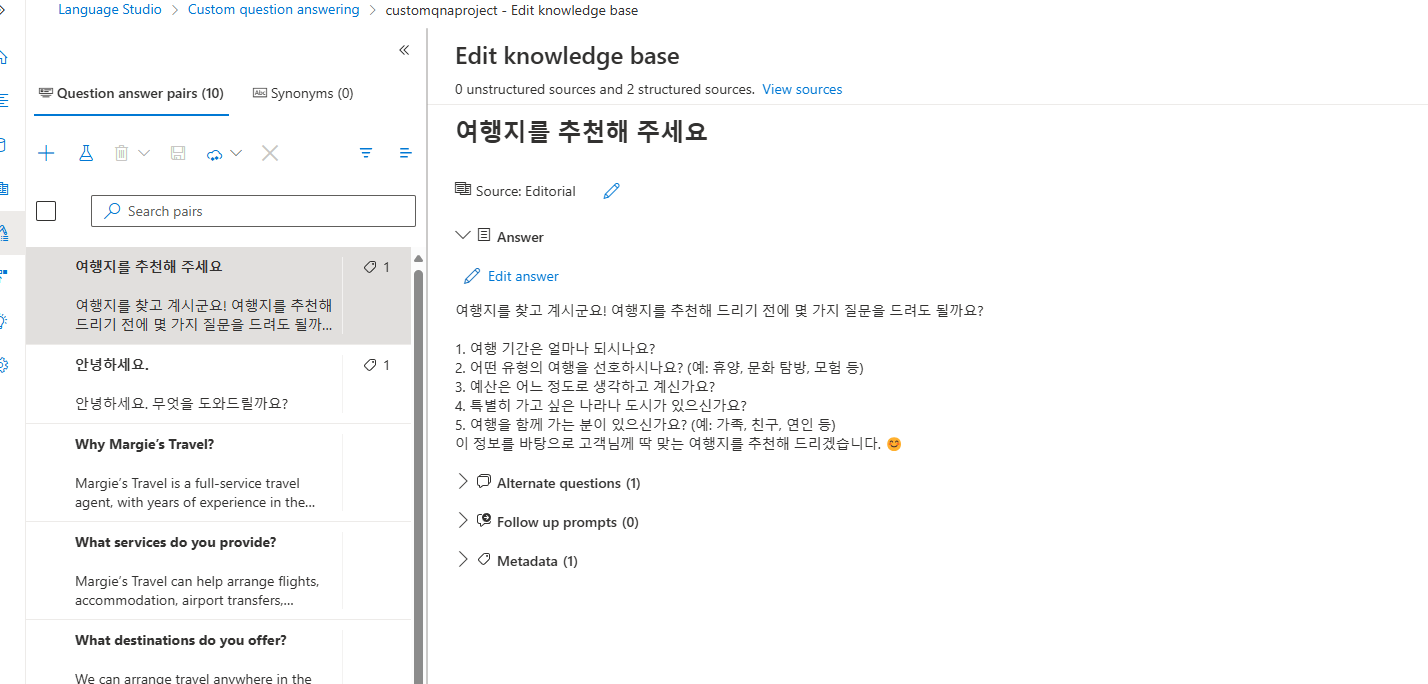 Language Studio > Custom question answering > customqnaproject - Edit knowledge base
Question answer pairs (10)
Abc Synonyms (0)
Search pairs
여행지를 추천해 주세요
1
여행지를 찾고 계시군요! 여행지를 추천해
드리기 전에 몇 가지 질문을 드려도 될까...
안녕하세요.
1
안녕하세요. 무엇을 도와드릴까요?
Why Margie’s Travel?
Margie’s Travel is a full-service travel
agent, with years of experience in the...
What services do you provide?
Margie’s Travel can help arrange flights,
accommodation, airport transfers,...
What destinations do you offer?
We can arrange travel anywhere in the
Edit knowledge base
0 unstructured sources and 2 structured sources. View sources
여행지를 추천해 주세요
Source: Editorial
Answer
Edit answer
여행지를 찾고 계시군요! 여행지를 추천해 드리기 전에 몇 가지 질문을 드려도 될까요?
1. 여행 기간은 얼마나 되시나요?
2. 어떤 유형의 여행을 선호하시나요? (예: 휴양, 문화 탐방, 모험 등)
3. 예산은 어느 정도로 생각하고 계신가요?
4. 특별히 가고 싶은 나라나 도시가 있으신가요?
5. 여행을 함께 가는 분이 있으신가요? (예: 가족, 친구, 연인 등)
이 정보를 바탕으로 고객님께 딱 맞는 여행지를 추천해 드리겠습니다. 😊
Alternate questions (1)
Follow up prompts (0)
Metadata (1)